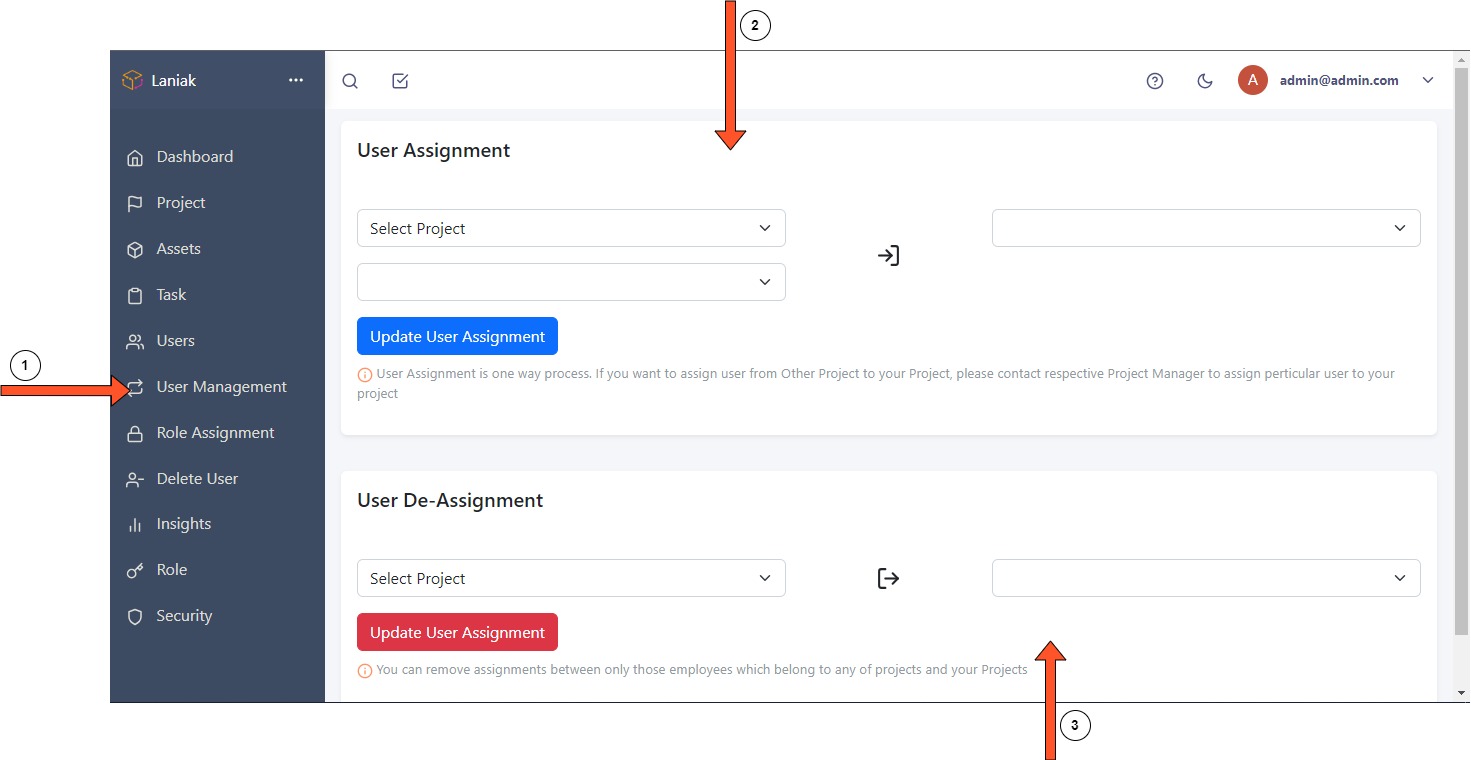 2
Laniak
A
admin@admin.com
Dashboard
Project
Assets
Task
Users
1
User Management
Role Assignment
Delete User
Insights
Role
Security
User Assignment
Select Project
Update User Assignment
User Assignment is one way process. If you want to assign user from Other Project to your Project, please contact respective Project Manager to assign perticular user to your
project
User De-Assignment
Select Project
Update User Assignment
You can remove assignments between only those employees which belong to any of projects and your Projects
3